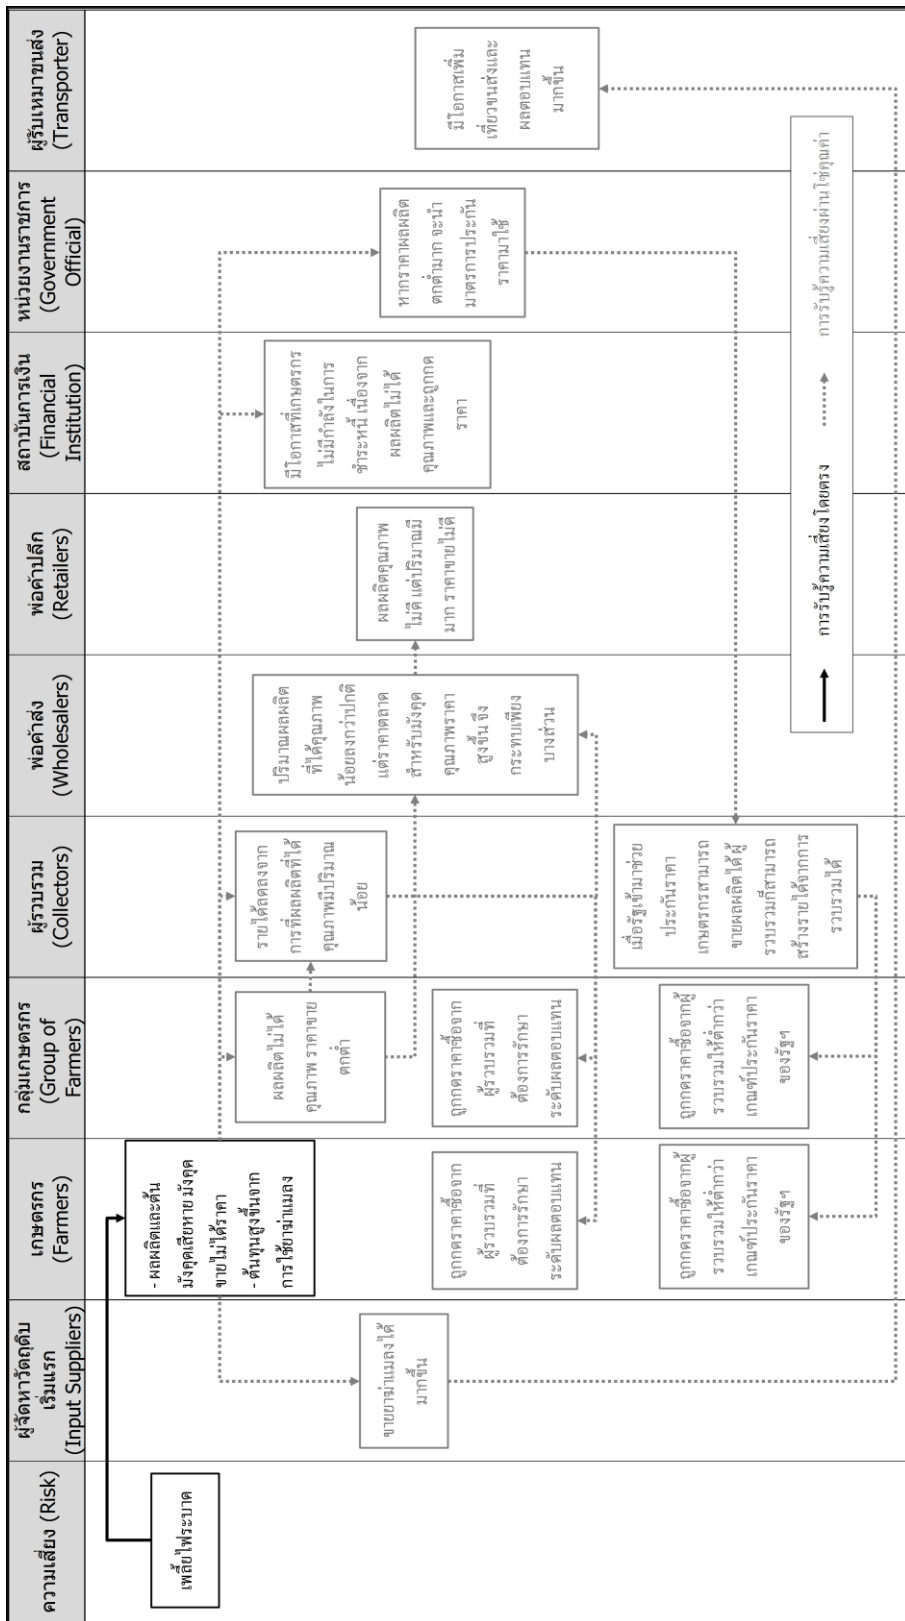 ความเสี่ยง (Risk)
ผู้จัดหาวัตถุดิบ
เริ่มแรก
(Input Suppliers)
เกษตรกร
(Farmers)
กลุ่มเกษตรกร
(Group of
Farmers)
ผู้รวบรวม
(Collectors)
พ่อค้าส่ง
(Wholesalers)
พ่อค้าปลีก
(Retailers)
สถาบันการเงิน
(Financial
Institution)
หน่วยงานราชการ
(Government
Official)
ผู้รับเหมาขนส่ง
(Transporter)
เพลี้ยไฟระบาด
- ผลผลิตและต้น
มังคุดเสียหาย มังคุด
ขายไม่ได้ราคา
- ต้นทุนสูงขึ้นจาก
การใช้ยาฆ่าแมลง
ขายยาฆ่าแมลงได้
มากขึ้น
ผลผลิตไม่ได้
คุณภาพ ราคาขาย
ตกต่ำ
รายได้ลดลงจาก
การที่ผลผลิตที่ได้
คุณภาพมีปริมาณ
น้อย
ปริมาณผลผลิต
ที่ได้คุณภาพ
น้อยลงกว่าปกติ
แต่ราคาตลาด
สำหรับมังคุด
คุณภาพราคา
สูงขึ้น จึง
กระทบเพียง
บางส่วน
ผลผลิตคุณภาพ
ไม่ดี แต่ปริมาณมี
มาก ราคาขายไม่ดี
มีโอกาสที่เกษตรกร
ไม่มีกำลังในการ
ชำระหนี้ เนื่องจาก
ผลผลิตไม่ได้
คุณภาพและถูกกด
ราคา
หากราคาผลผลิต
ตกต่ำมาก จะนำ
มาตรการประกัน
ราคามาใช้
มีโอกาสเพิ่ม
เที่ยวขนส่งและ
ผลตอบแทน
มากขึ้น
ถูกกดราคาซื้อจาก
ผู้รวบรวมที่
ต้องการรักษา
ระดับผลตอบแทน
ถูกกดราคาซื้อจาก
ผู้รวบรวมที่
ต้องการรักษา
ระดับผลตอบแทน
เมื่อรัฐเข้ามาช่วย
ประกันราคา
เกษตรกรสามารถ
ขายผลผลิตได้ ผู้
รวบรวมก็สามารถ
สร้างรายได้จากการ
รวบรวมได้
ถูกกดราคาซื้อจากผู้
รวบรวมให้ต่ำกว่า
เกณฑ์ประกันราคา
ของรัฐฯ
ถูกกดราคาซื้อจากผู้
รวบรวมให้ต่ำกว่า
เกณฑ์ประกันราคา
ของรัฐฯ
การรับรู้ความเสี่ยงโดยตรง
การรับรู้ความเสี่ยงผ่านโซ่คุณค่า